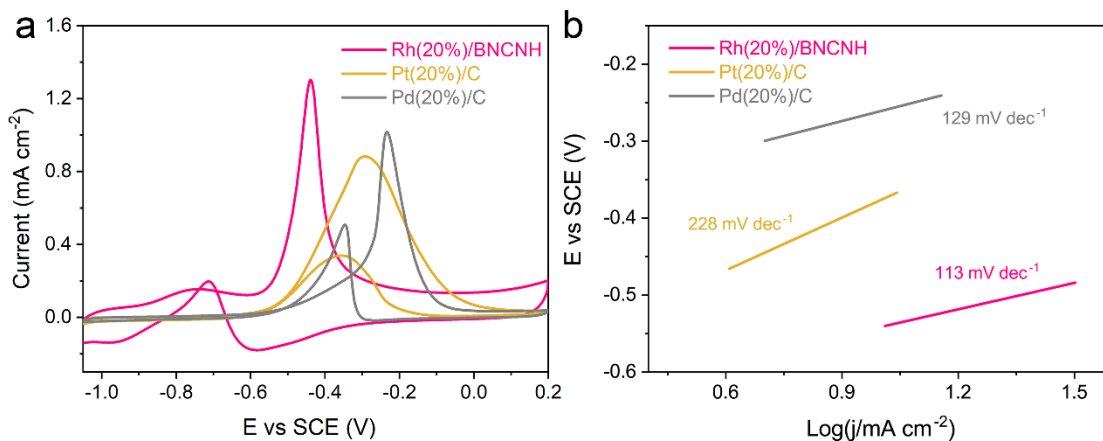 a
1.6
1.2
0.8
0.4
0.0
-1.0
-0.8
-0.6
-0.4
-0.2
0.0
0.2
Current (mA cm⁻²)
E vs SCE (V)
Rh(20%)/BNCNH
Pt(20%)/C
Pd(20%)/C
b
-0.2
-0.3
-0.4
-0.5
-0.6
0.6
0.9
1.2
1.5
E vs SCE (V)
Log(j/mA cm⁻²)
Rh(20%)/BNCNH
Pt(20%)/C
Pd(20%)/C
129 mV dec⁻¹
228 mV dec⁻¹
113 mV dec⁻¹